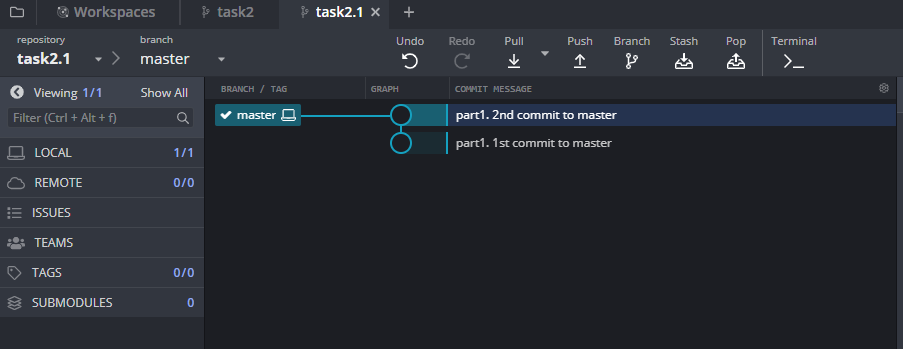 Workspaces task2 task2.1
repository branch
task2.1 master
Undo Redo Pull Push Branch Stash Pop Terminal
Viewing 1/1 Show All
Filter (Ctrl + Alt + f)
LOCAL 1/1
REMOTE 0/0
ISSUES
TEAMS
TAGS 0/0
SUBMODULES 0
BRANCH / TAG GRAPH COMMIT MESSAGE
master part1. 2nd commit to master
part1. 1st commit to master